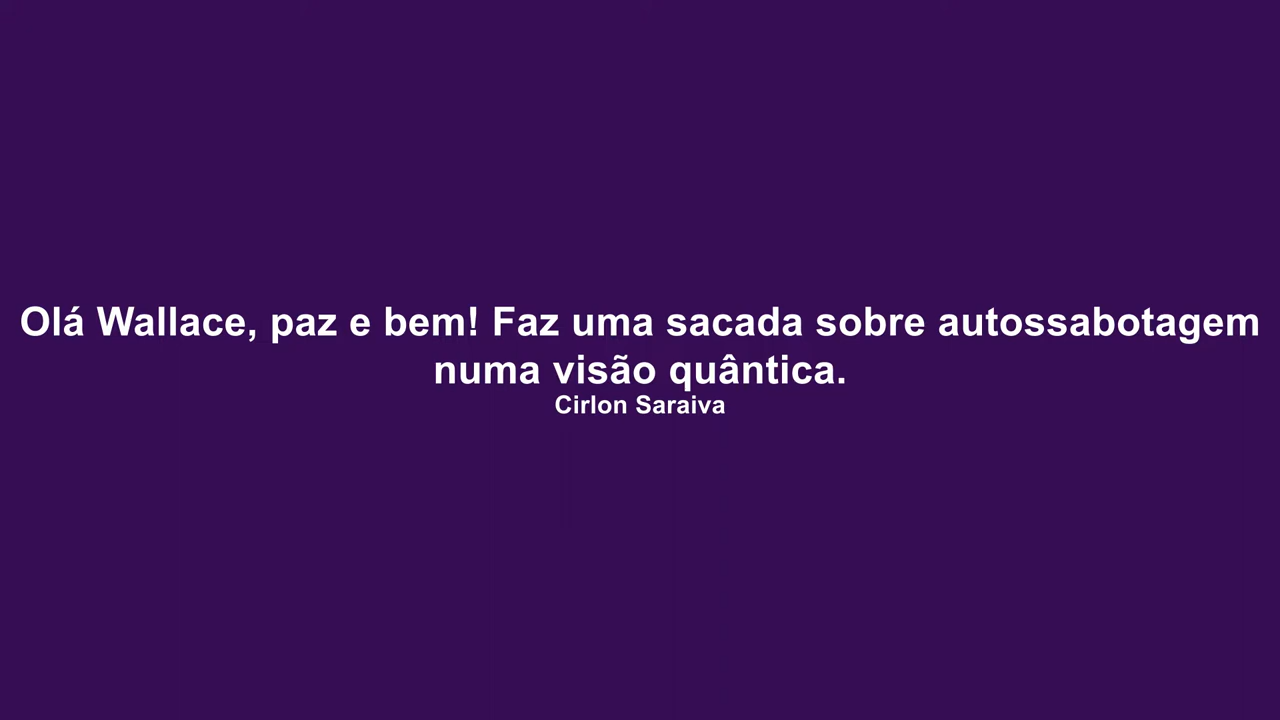 Olá Wallace, paz e bem! Faz uma sacada sobre autossabotagem
numa visão quântica.
Cirlon Saraiva